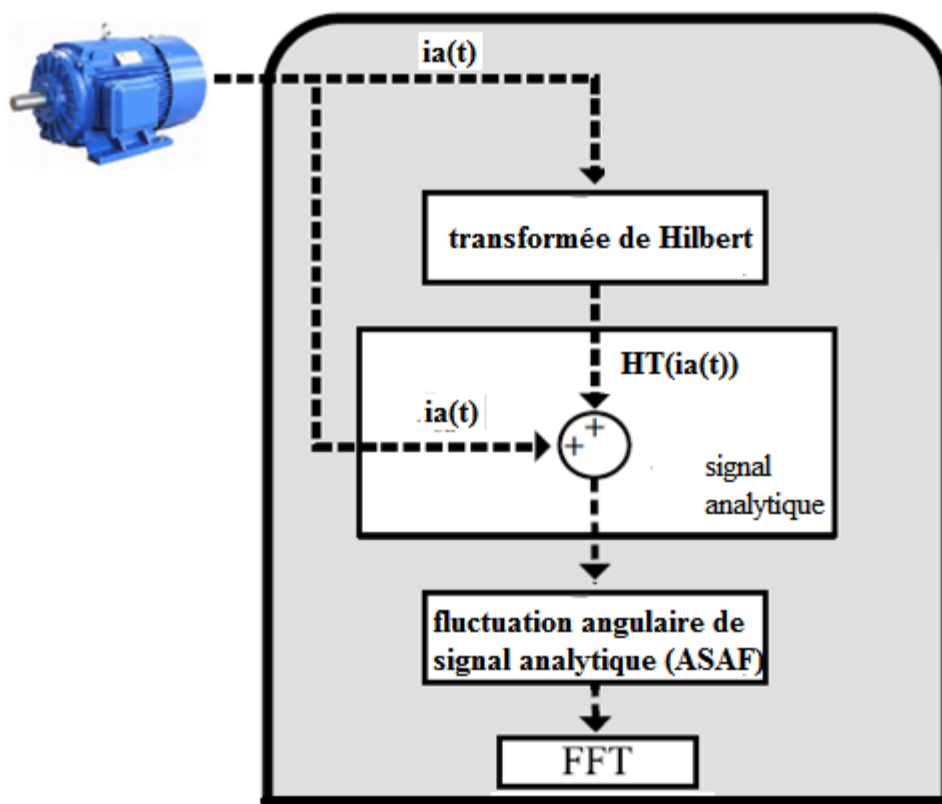 ia(t)
transformée de Hilbert
HT(ia(t))
ia(t)
+
+
signal
analytique
fluctuation angulaire de
signal analytique (ASAF)
FFT